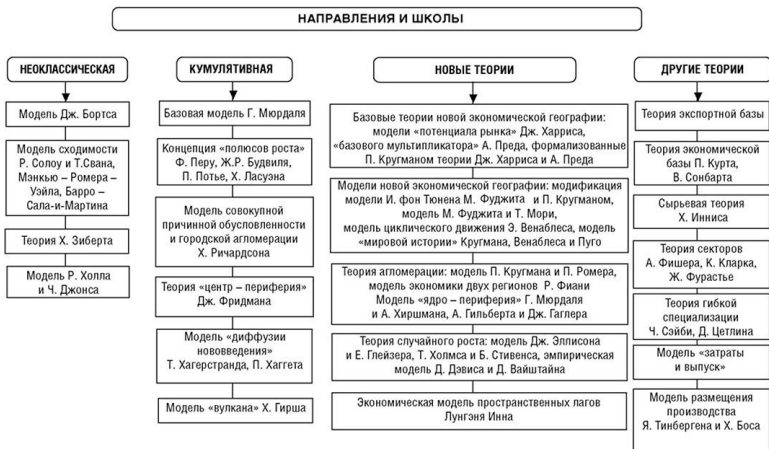 НАПРАВЛЕНИЯ И ШКОЛЫ
НЕОКЛАССИЧЕСКАЯ
Модель Дж. Бортса
Модель сходимости
Р. Солоу и Т.Свана,
Мэнкью – Ромера –
Уэйла, Барро –
Сала-и-Мартина
Теория Х. Зиберта
Модель Р. Холла
и Ч. Джонса
КУМУЛЯТИВНАЯ
Базовая модель Г. Мюрдаля
Концепция «полюсов роста»
Ф. Перу, Ж.Р. Будвиля,
П. Потье, Х. Ласуэна
Модель совокупной
причинной обусловленности
и городской агломерации
Х. Ричардсона
Теория «центр – периферия»
Дж. Фридмана
Модель «диффузии
нововведения»
Т. Хагерстранда, П. Хаггета
Модель «вулкана» Х. Гирша
НОВЫЕ ТЕОРИИ
Базовые теории новой экономической географии:
модели «потенциала рынка» Дж. Харриса,
«базового мультипликатора» А. Преда, формализованные
П. Кругманом теории Дж. Харриса и А. Преда
Модели новой экономической географии: модификация
модели И. фон Тюнена М. Фуджита и П. Кругманом,
модель М. Фуджита и Т. Мори,
модель циклического движения Э. Венаблеса, модель
«мировой истории» Кругмана, Венаблеса и Пуго
Теория агломерации: модель П. Кругмана и П. Ромера,
модель экономики двух регионов Р. Фиани
Модель «ядро – периферия» Г. Мюрдаля
и А. Хиршмана, А. Гильберта и Дж. Гаглера
Теория случайного роста: модель Дж. Эллисона
и Е. Глейзера, Т. Холмса и Б. Стивенса, эмпирическая
модель Д. Дэвиса и Д. Вайштайна
Экономическая модель пространственных лагов
Лунгэня Инна
ДРУГИЕ ТЕОРИИ
Теория экспортной базы
Теория экономической
базы П. Курта,
В. Сонбарта
Сырьевая теория
Х. Инниса
Теория секторов
А. Фишера, К. Кларка,
Ж. Фурастье
Теория гибкой
специализации
Ч. Сэйби, Д. Цетлина
Модель «затраты
и выпуск»
Модель размещения
производства
Я. Тинбергена и Х. Боса